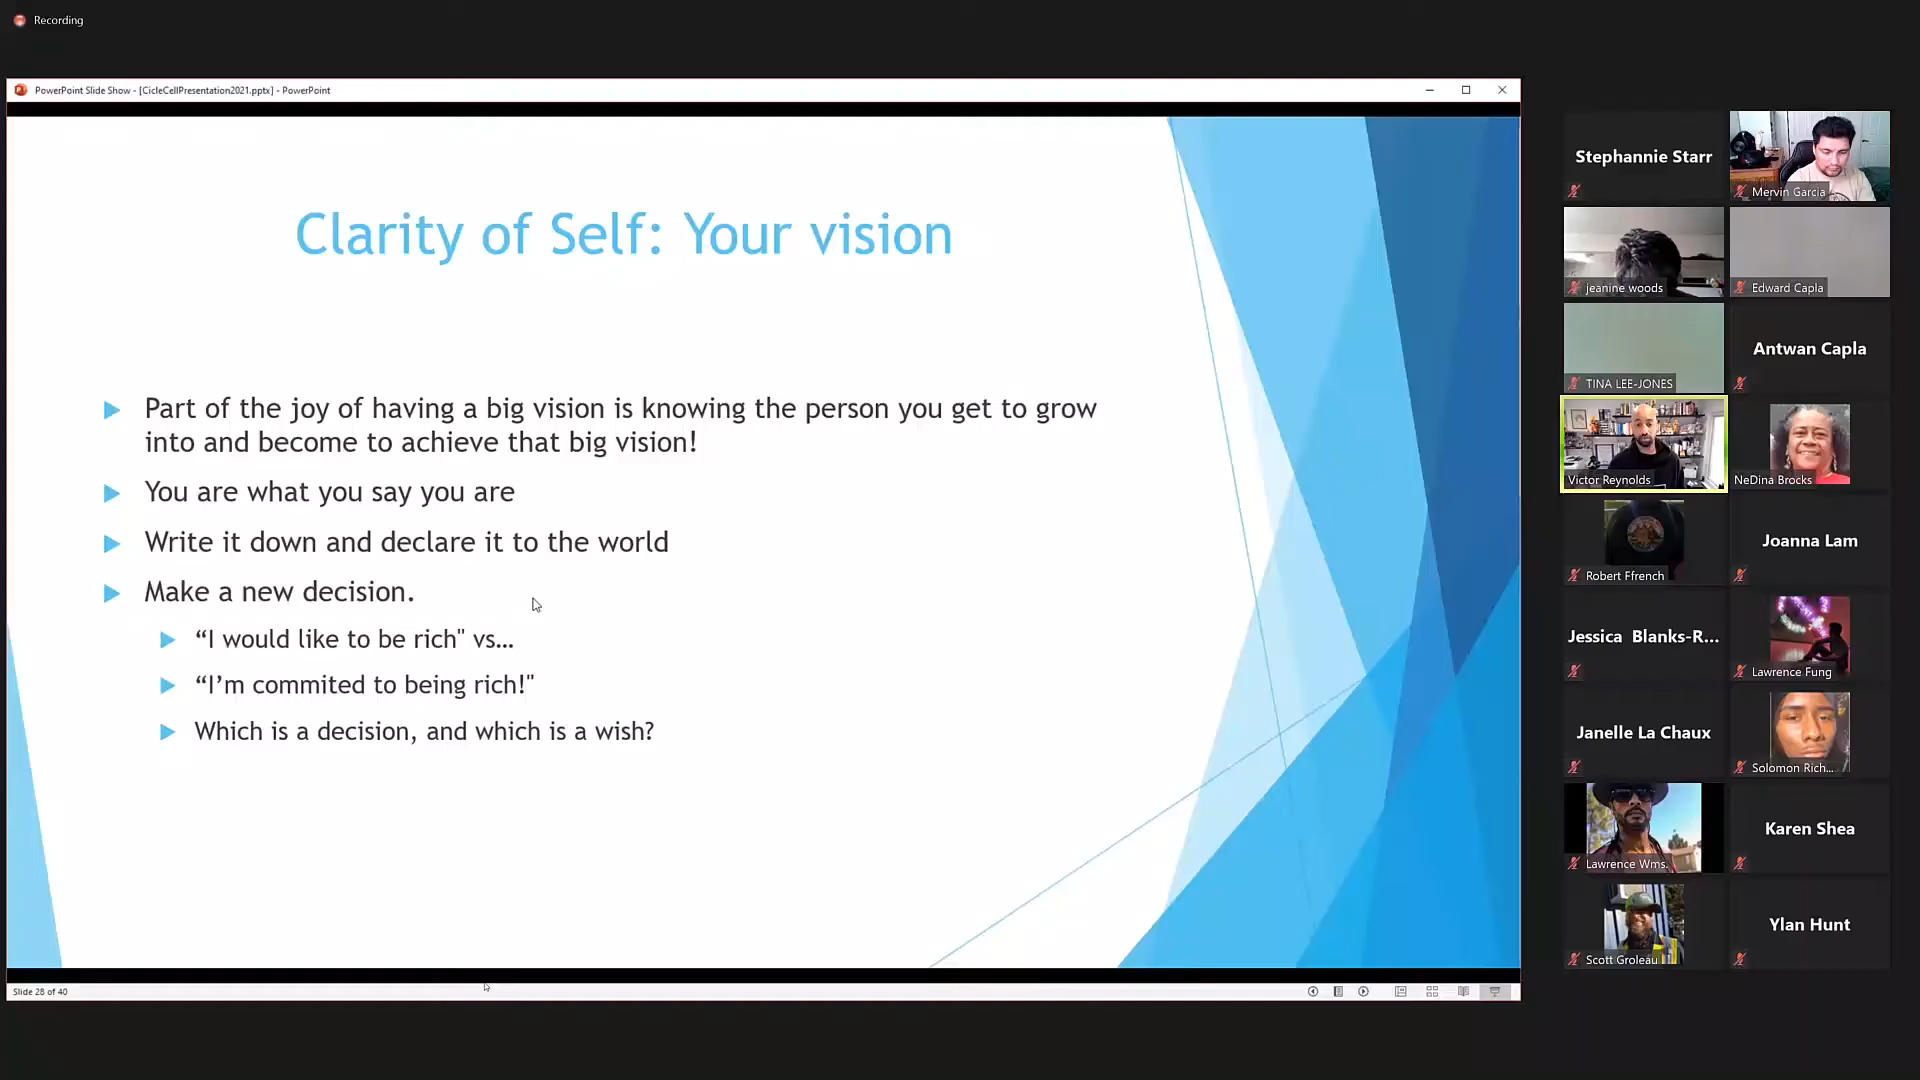 Recording
PowerPoint Slide Show - [CicleCellPresentation2021.pptx] - PowerPoint
Clarity of Self: Your vision
Part of the joy of having a big vision is knowing the person you get to grow
into and become to achieve that big vision!
You are what you say you are
Write it down and declare it to the world
Make a new decision.
“I would like to be rich" vs…
“I’m commited to being rich!"
Which is a decision, and which is a wish?
Slide 28 of 40
Stephannie Starr
Mervin Garcia
jeanine woods
Edward Capla
TINA LEE-JONES
Antwan Capla
Victor Reynolds
NeDina Brocks
Robert Ffrench
Joanna Lam
Jessica Blanks-R...
Lawrence Fung
Janelle La Chaux
Solomon Rich...
Lawrence Wms.
Karen Shea
Scott Groleau
Ylan Hunt